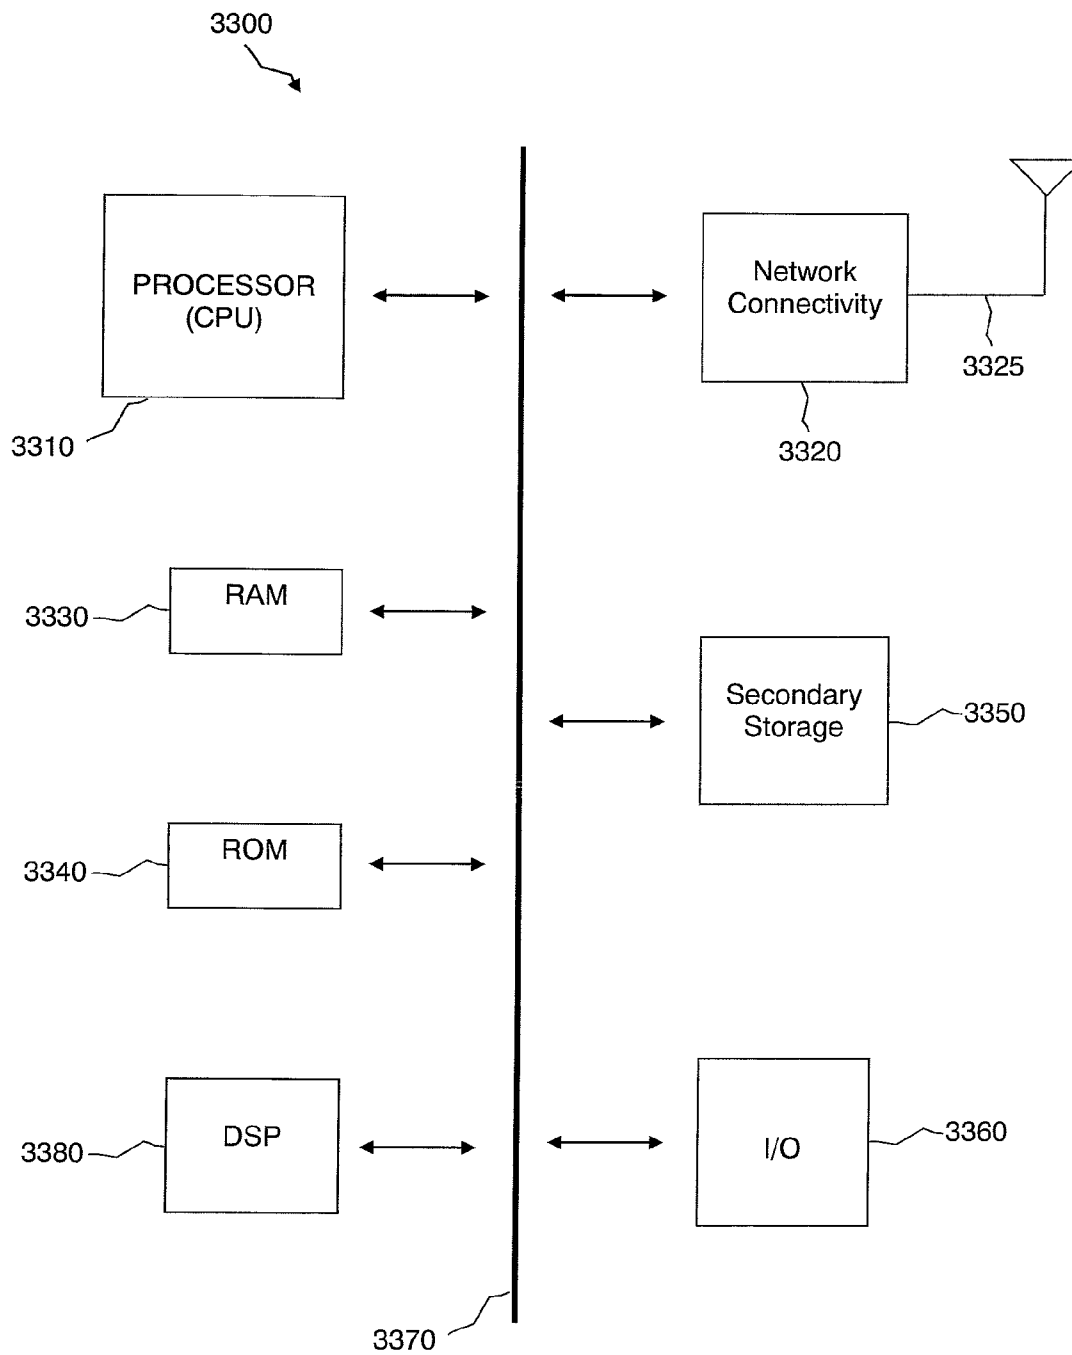 3300
PROCESSOR
(CPU)
3310
Network
Connectivity
3325
3320
RAM
3330
Secondary
Storage
3350
ROM
3340
DSP
3380
I/O
3360
3370